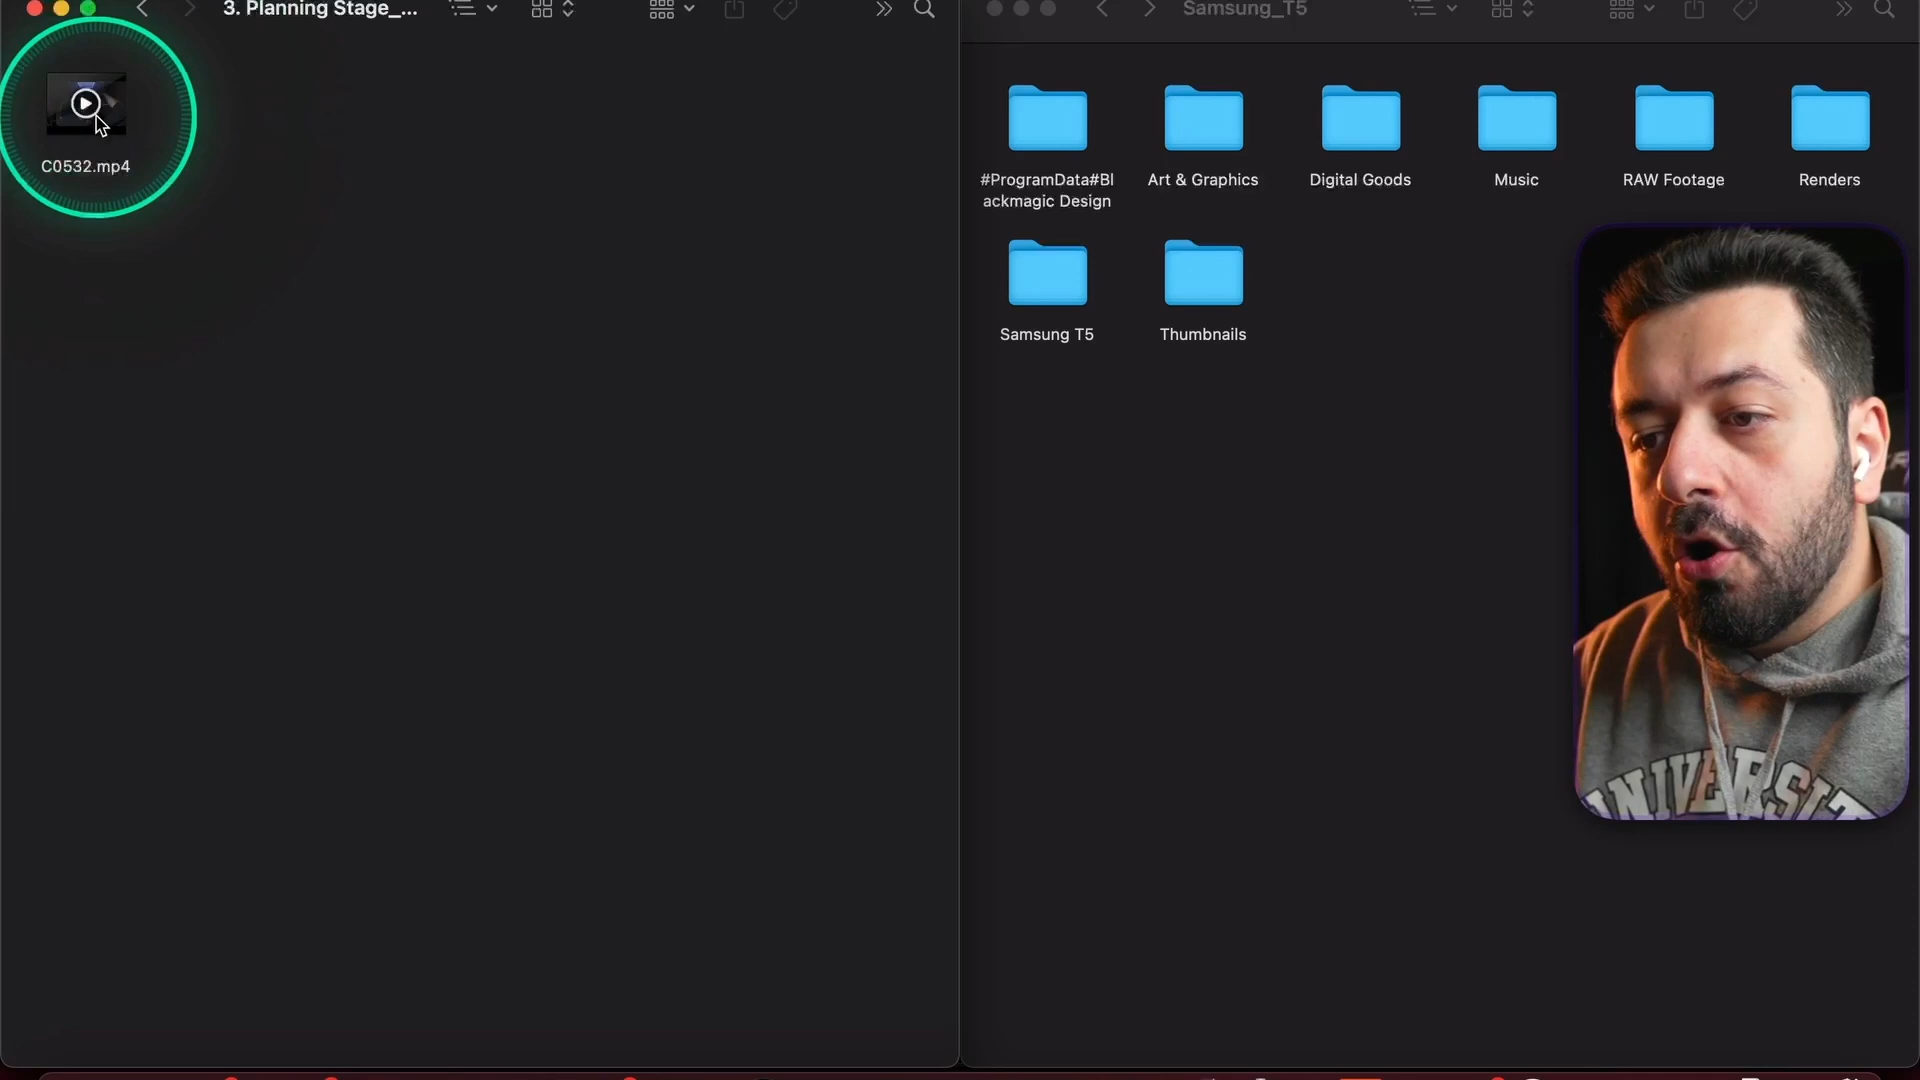 3. Planning Stage_...
Samsung_T5
C0532.mp4
#ProgramData#Bl
ackmagic Design
Art & Graphics
Digital Goods
Music
RAW Footage
Renders
Samsung T5
Thumbnails